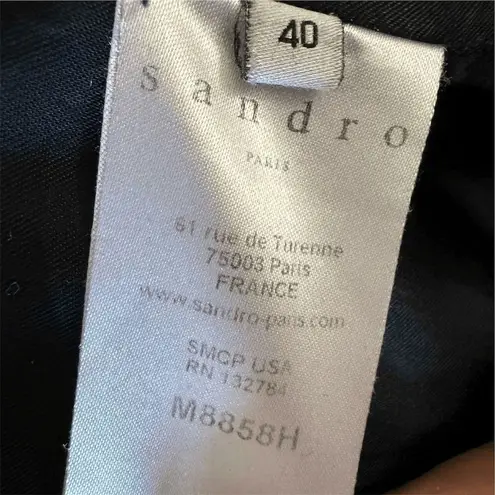 40
sandro
PARIS
61 rue de Turenne
75003 Paris
FRANCE
www.sandro-paris.com
SMCP USA
RN 132784
M8858H